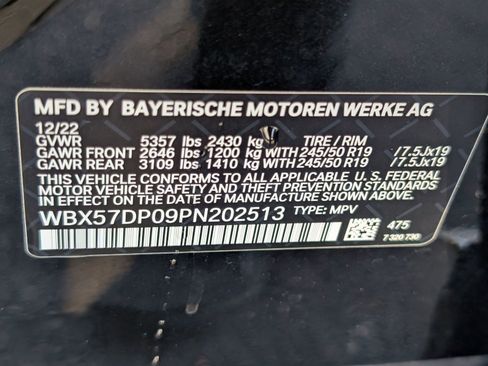 MFD BY BAYERISCHE MOTOREN WERKE AG
12/22
GVWR 5357 lbs 2430 kg TIRE / RIM
GAWR FRONT 2646 lbs 1200 kg WITH 245/50 R19 /7.5Jx19
GAWR REAR 3109 lbs 1410 kg WITH 245/50 R19 /7.5Jx19
THIS VEHICLE CONFORMS TO ALL APPLICABLE U. S. FEDERAL
MOTOR VEHICLE SAFETY AND THEFT PREVENTION STANDARDS
IN EFFECT ON THE DATE OF MANUFACTURE SHOWN ABOVE.
WBX57DP09PN202513 TYPE: MPV
475
7 320 730